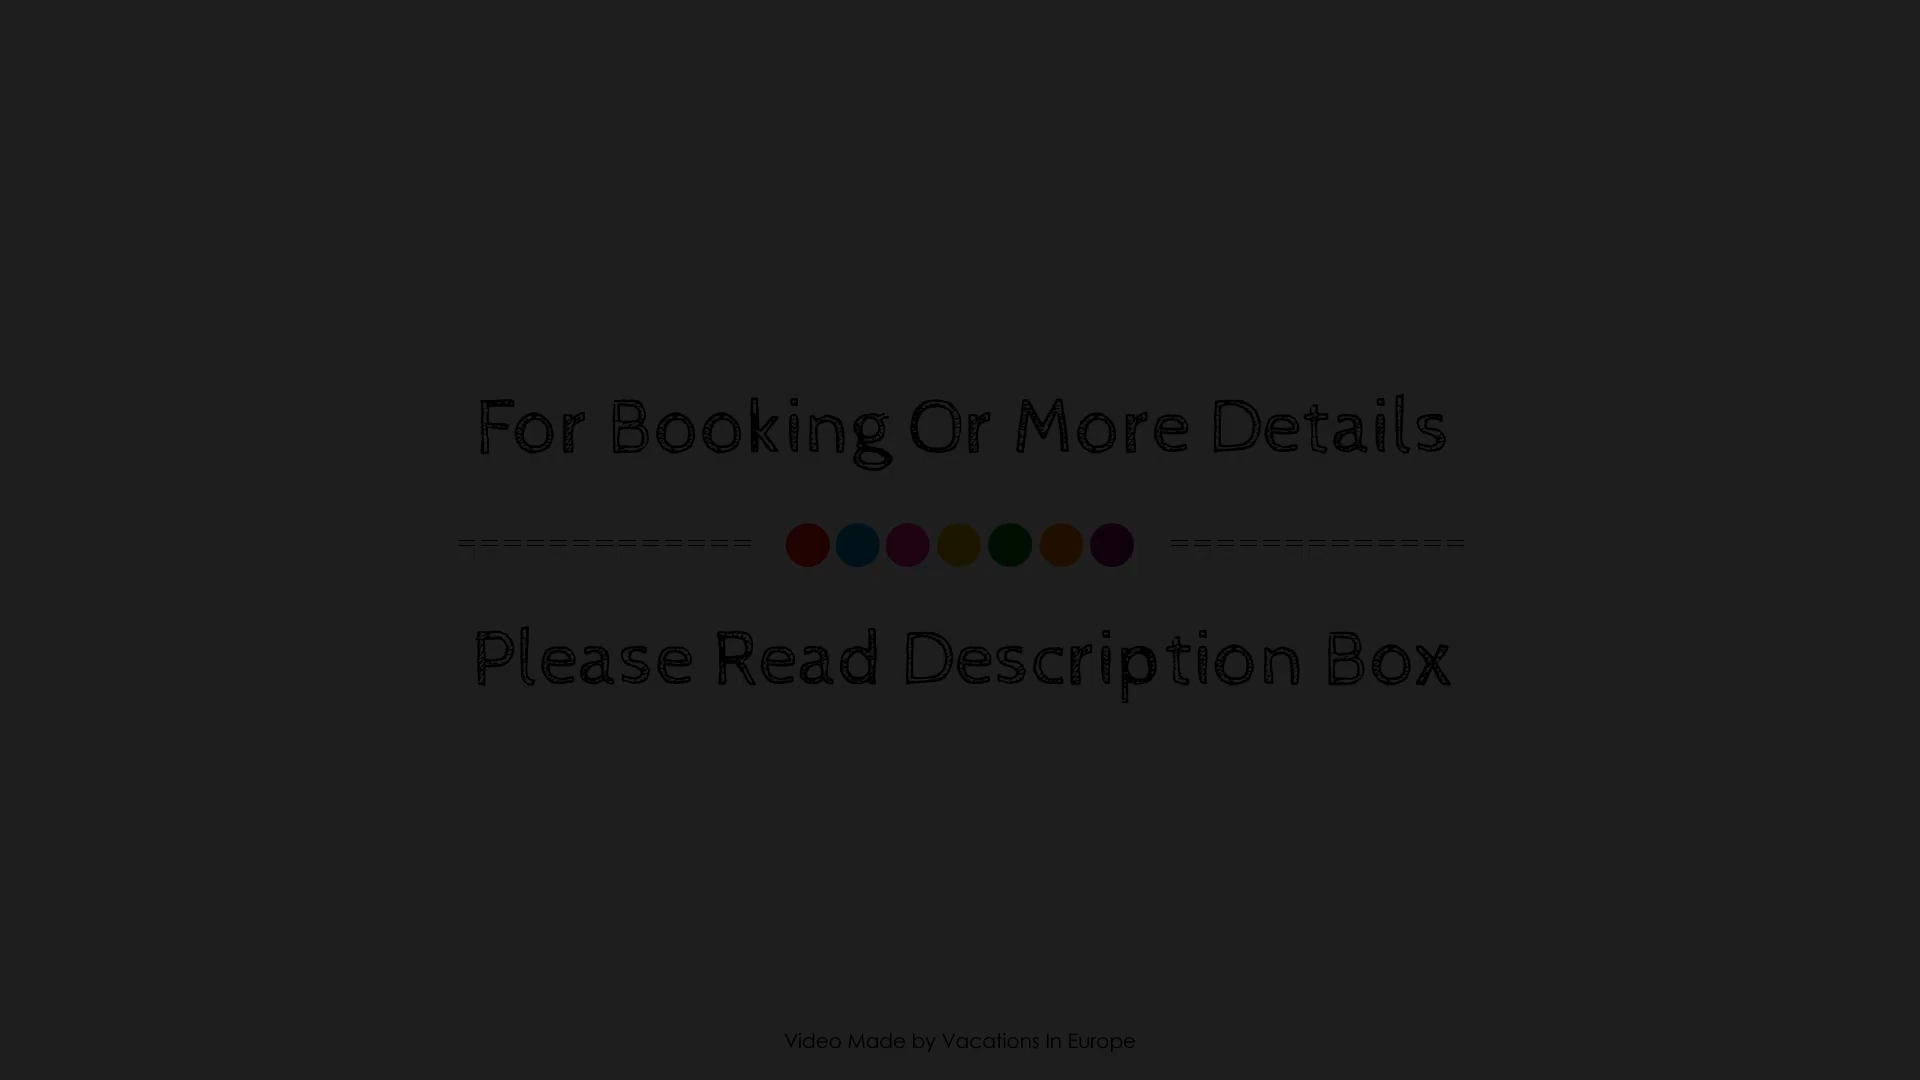 For Booking Or More Details
============= =============
Please Read Description Box
Video Made by Vacations In Europe